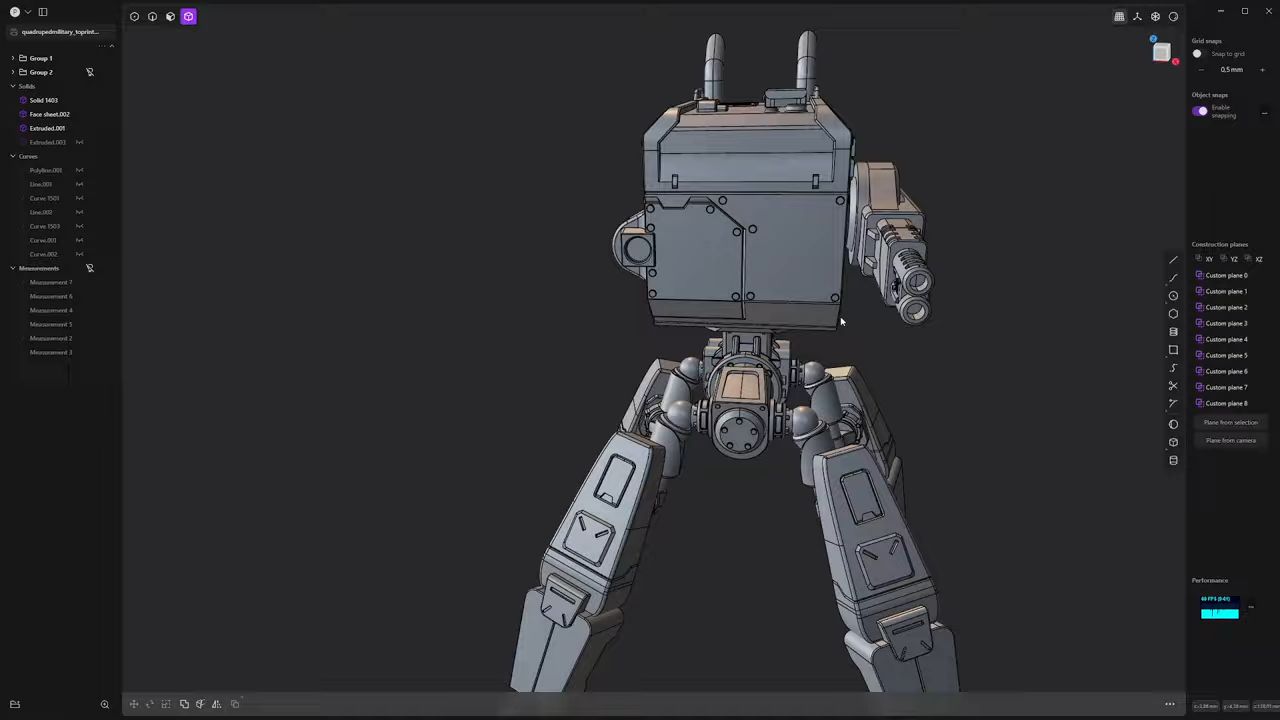 quadrupedmilitary_toprint...
Group 1
Group 2
Solids
Solid 1403
Face sheet.002
Extruded.001
Extruded.003
Curves
Polyline.001
Line.001
Curve 1501
Line.002
Curve 1503
Curve.001
Curve.002
Measurements
Measurement 7
Measurement 6
Measurement 4
Measurement 5
Measurement 2
Measurement 3
Grid snaps
Snap to grid
0.5 mm
Object snaps
Enable
snapping
Construction planes
XY YZ XZ
Custom plane 0
Custom plane 1
Custom plane 2
Custom plane 3
Custom plane 4
Custom plane 5
Custom plane 6
Custom plane 7
Custom plane 8
Plane from selection
Plane from camera
Performance